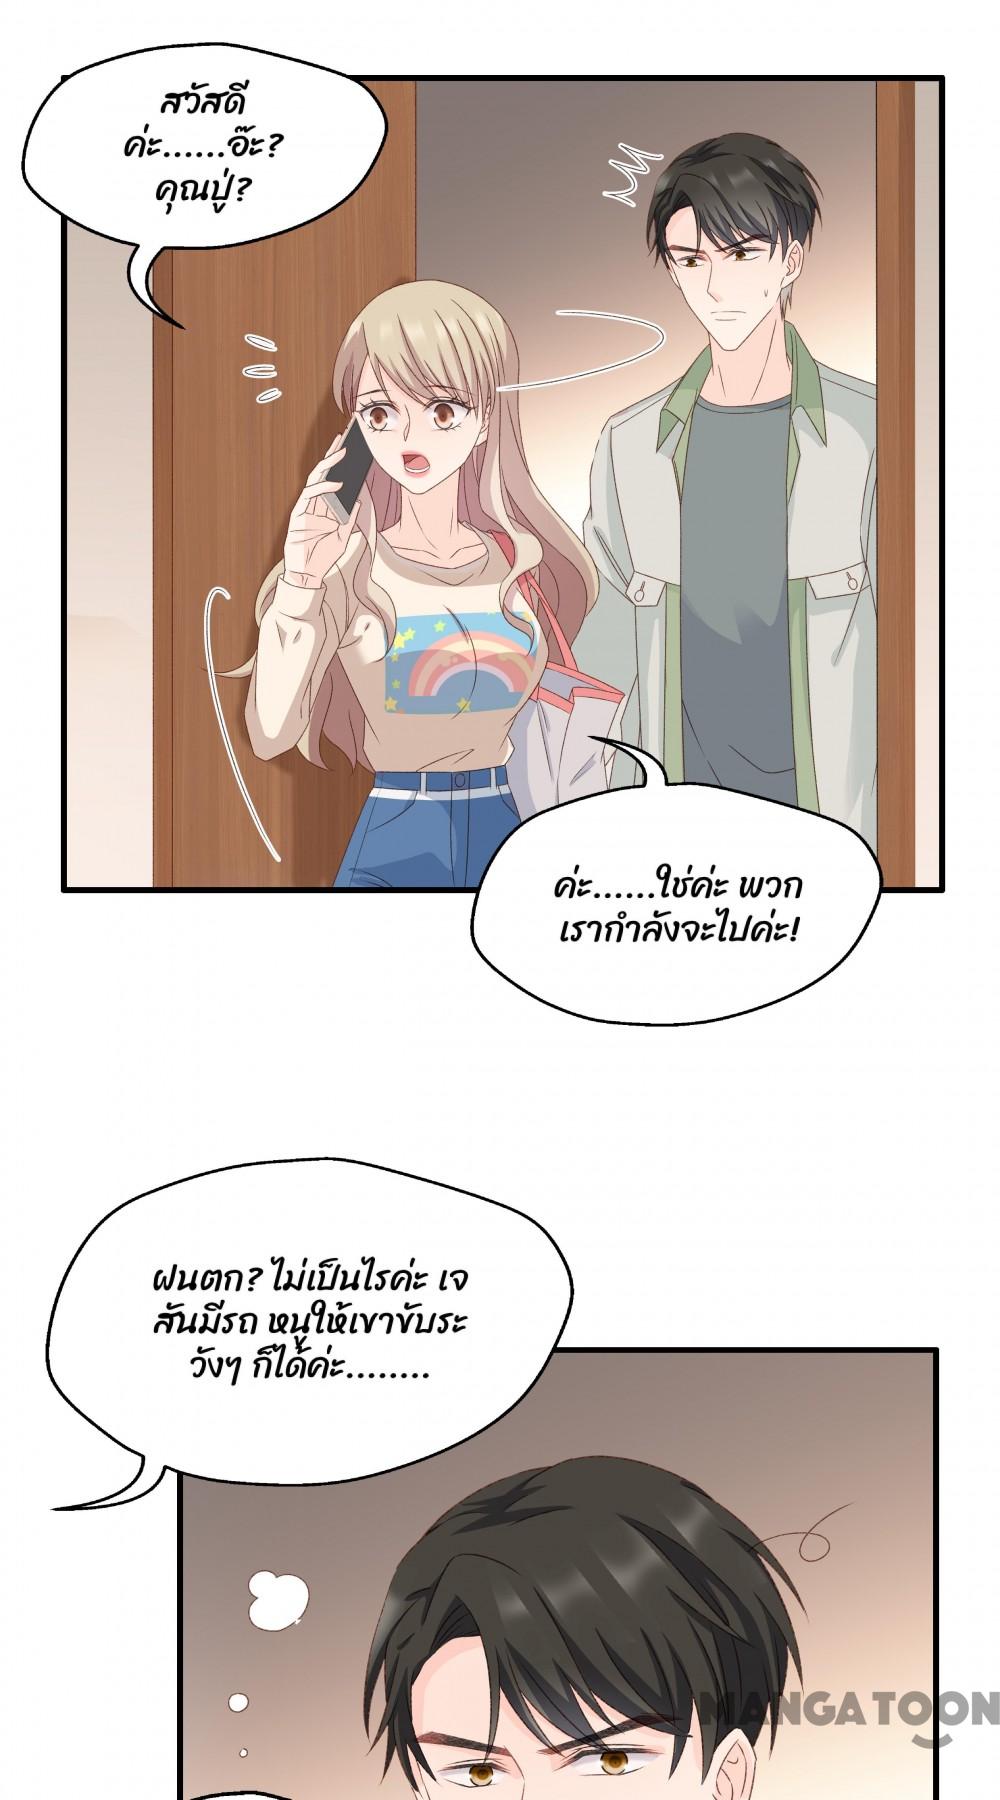 สวัสดี
ค่ะ......อ๊ะ?
คุณปู่?
ค่ะ......ใช่ค่ะ พวก
เรากำลังจะไปค่ะ!
ฝนตก? ไม่เป็นไรค่ะ เจ
สันมีรถ หนูให้เขาขับระ
วังๆ ก็ได้ค่ะ........
MANGATOON